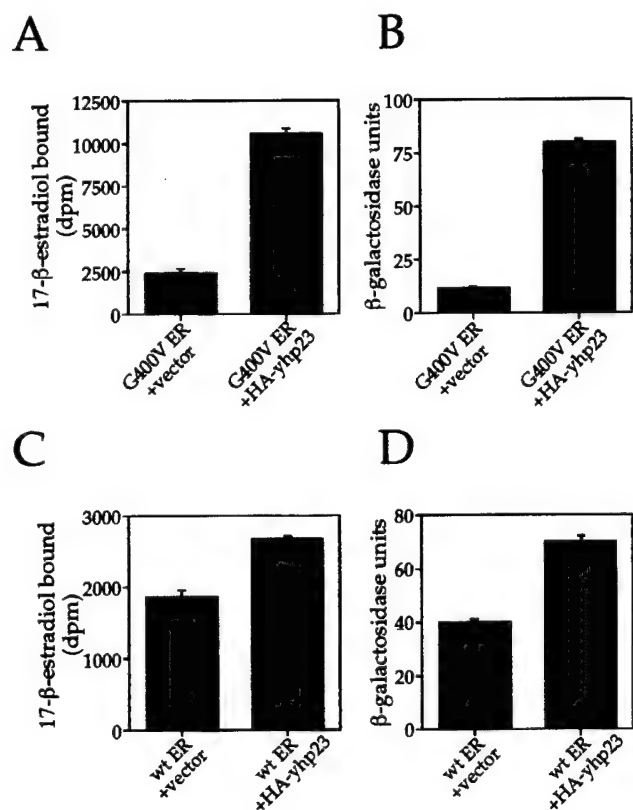 A
17-β-estradiol bound
(dpm)
12500
10000
7500
5000
2500
0
G400V ER
+vector
G400V ER
+HA-yhp23
B
β-galactosidase units
100
75
50
25
0
G400V ER
+vector
G400V ER
+HA-yhp23
C
17-β-estradiol bound
(dpm)
3000
2000
1000
0
wt ER
+vector
wt ER
+HA-yhp23
D
β-galactosidase units
80
60
40
20
0
wt ER
+vector
wt ER
+HA-yhp23